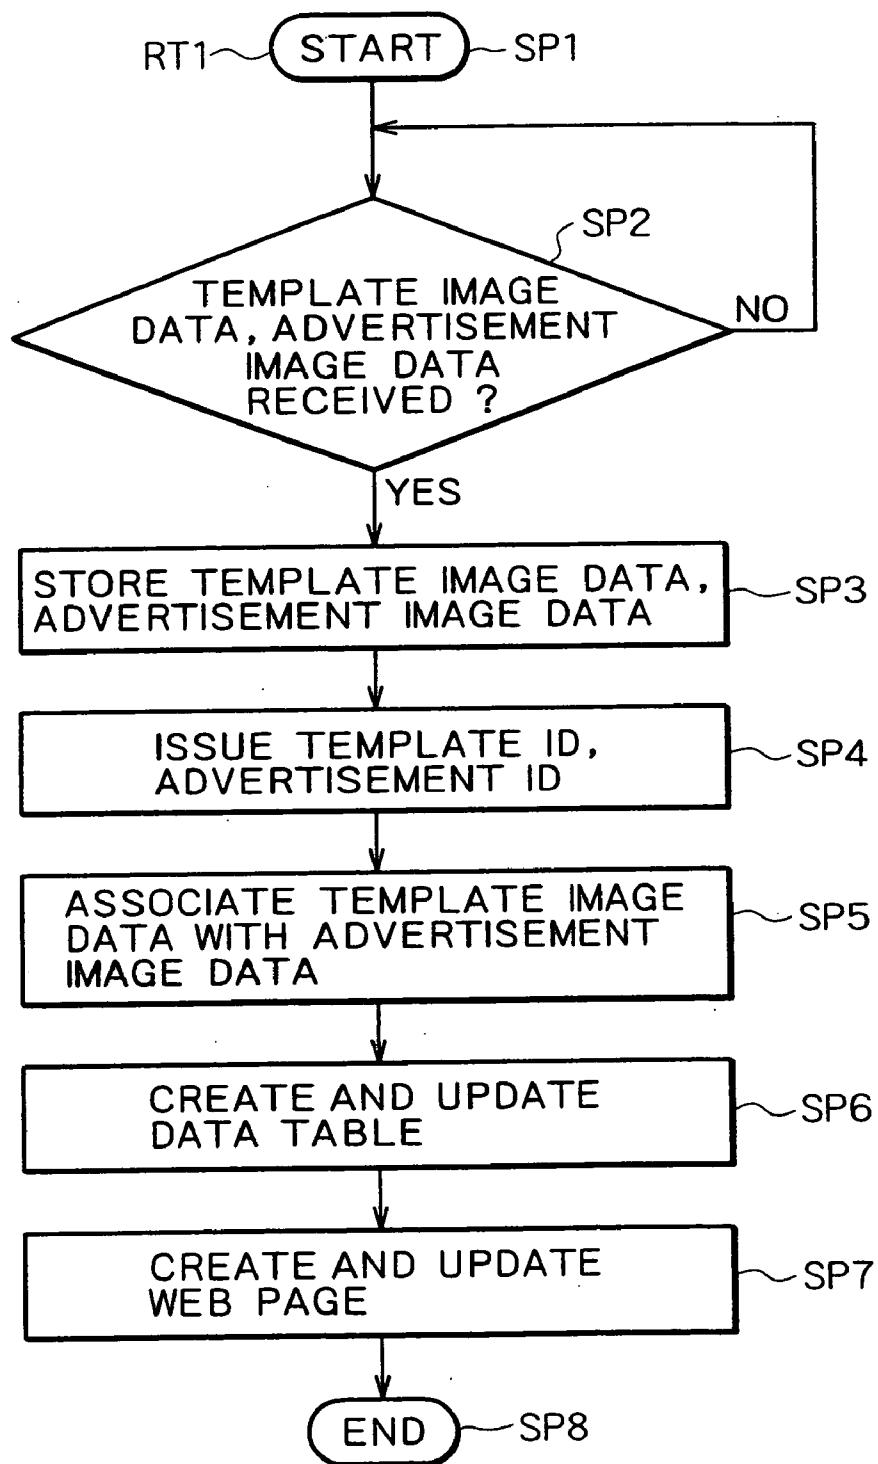 RT1
START
SP1
SP2
TEMPLATE IMAGE
DATA, ADVERTISEMENT
IMAGE DATA
RECEIVED ?
NO
YES
STORE TEMPLATE IMAGE DATA,
ADVERTISEMENT IMAGE DATA
SP3
ISSUE TEMPLATE ID,
ADVERTISEMENT ID
SP4
ASSOCIATE TEMPLATE IMAGE
DATA WITH ADVERTISEMENT
IMAGE DATA
SP5
CREATE AND UPDATE
DATA TABLE
SP6
CREATE AND UPDATE
WEB PAGE
SP7
END
SP8